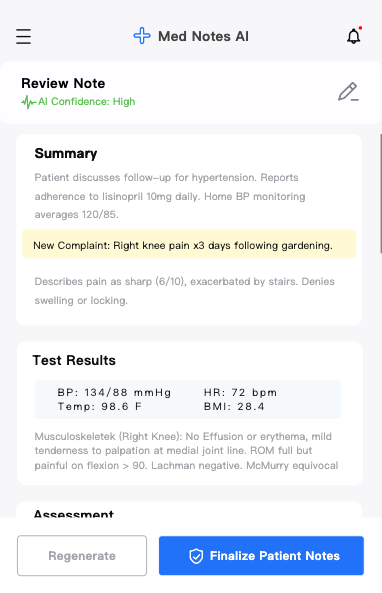 Med Notes AI
Review Note
AI Confidence: High
Summary
Patient discusses follow-up for hypertension. Reports
adherence to lisinopril 10mg daily. Home BP monitoring
averages 120/85.
New Complaint: Right knee pain x3 days following gardening.
Describes pain as sharp (6/10), exacerbated by stairs. Denies
swelling or locking.
Test Results
BP: 134/88 mmHg HR: 72 bpm
Temp: 98.6 F BMI: 28.4
Musculoskeletek (Right Knee): No Effusion or erythema, mild
tenderness to palpation at medial joint line. ROM full but
painful on flexion > 90. Lachman negative. McMurry equivocal
Assessment
Regenerate
Finalize Patient Notes